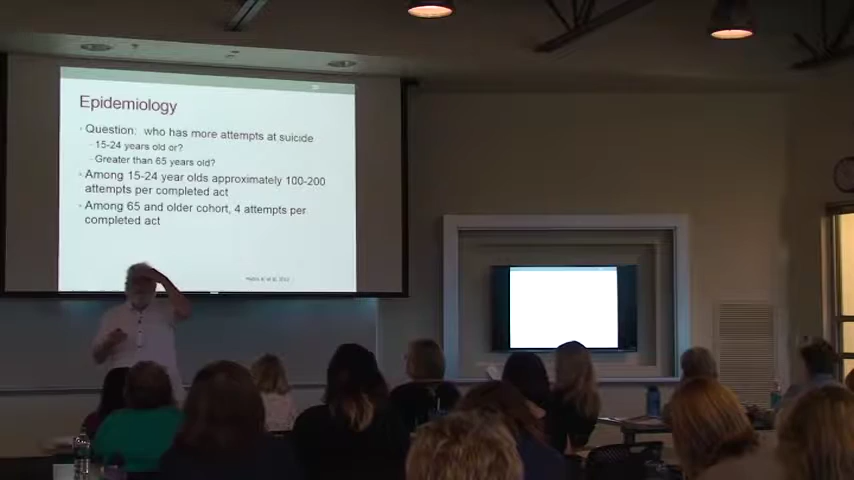 Epidemiology
Question: who has more attempts at suicide
15-24 years old or?
Greater than 65 years old?
Among 15-24 year olds approximately 100-200
attempts per completed act
Among 65 and older cohort, 4 attempts per
completed act